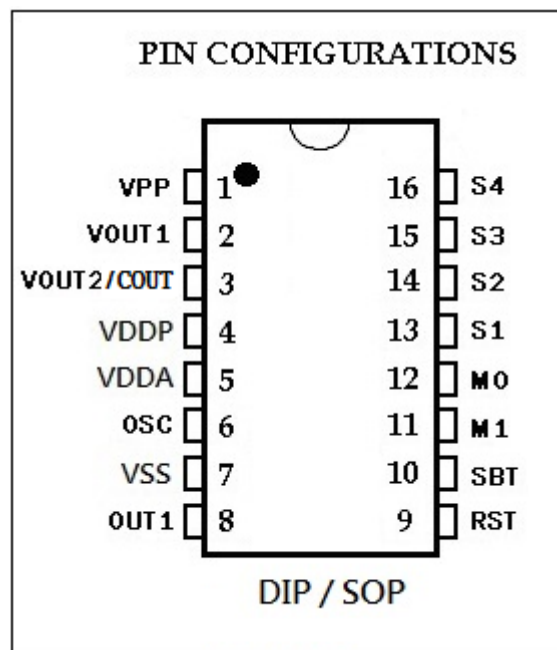 PIN CONFIGURATIONS
VPP 1 16 S4
VOUT1 2 15 S3
VOUT2/COUT 3 14 S2
VDDP 4 13 S1
VDDA 5 12 M0
OSC 6 11 M1
VSS 7 10 SBT
OUT1 8 9 RST
DIP / SOP